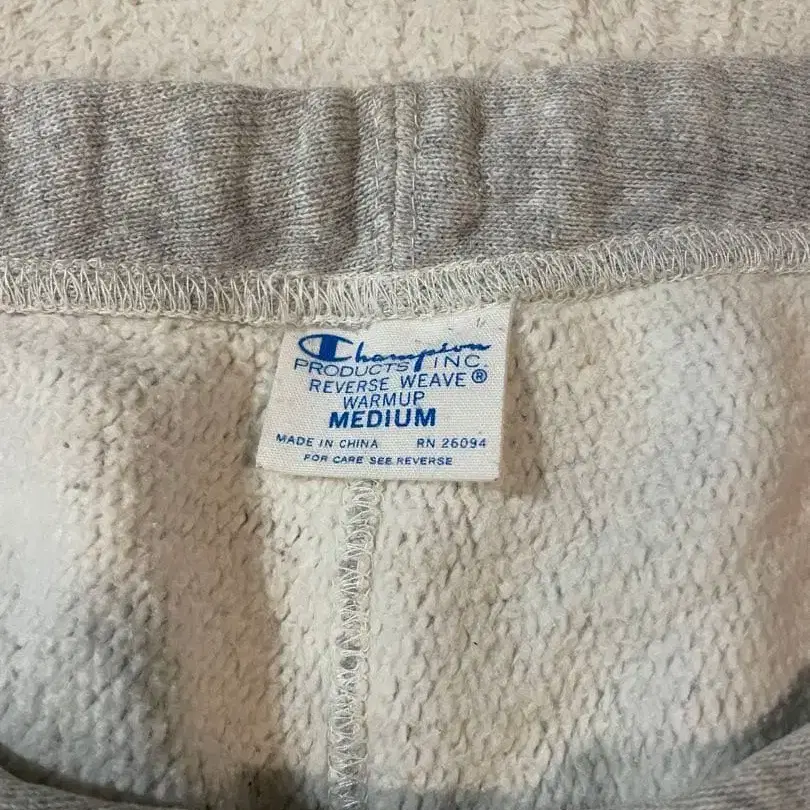 Champion
PRODUCTS INC.
REVERSE WEAVE®
WARMUP
MEDIUM
MADE IN CHINA RN 26094
FOR CARE SEE REVERSE